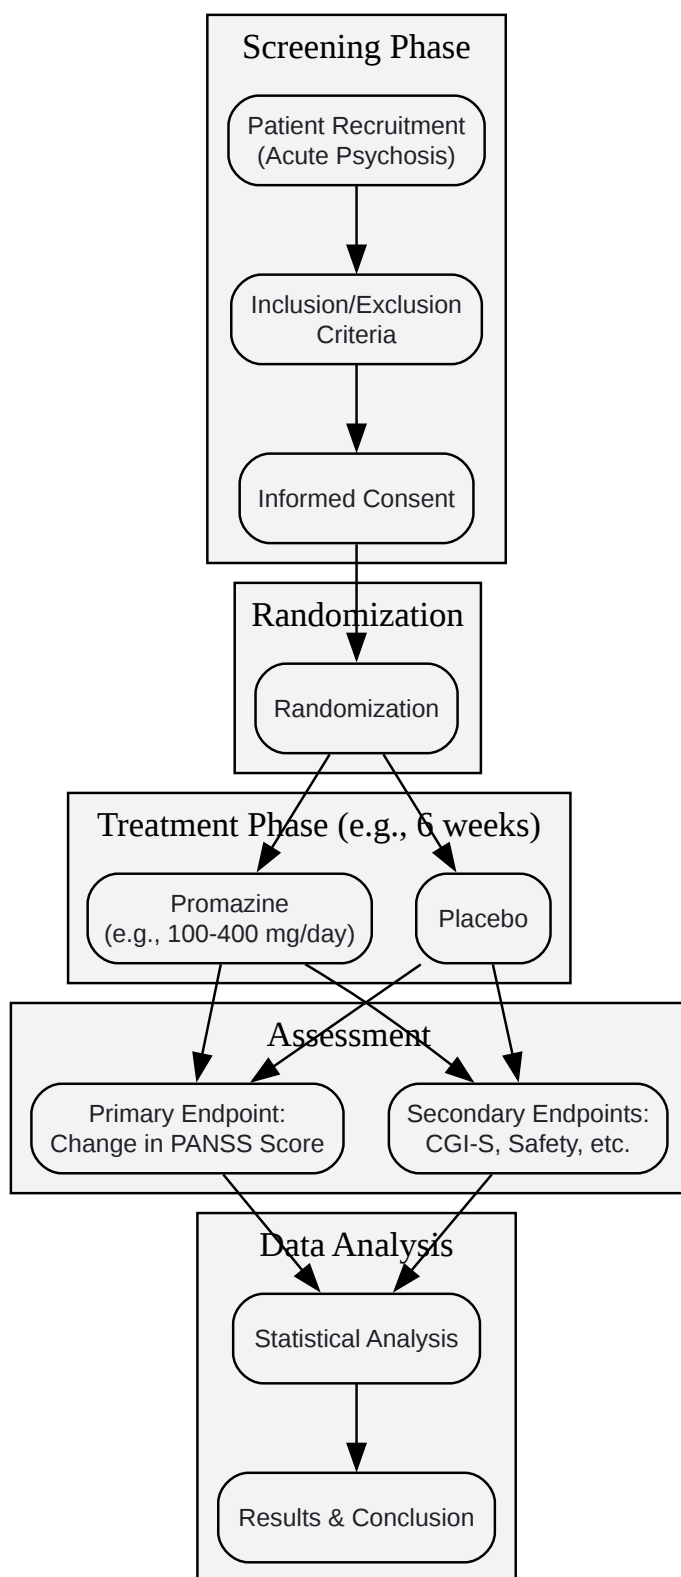 Screening Phase
Patient Recruitment
(Acute Psychosis)
Inclusion/Exclusion
Criteria
Informed Consent
Randomization
Randomization
Treatment Phase (e.g., 6 weeks)
Promazine
(e.g., 100-400 mg/day)
Placebo
Assessment
Primary Endpoint:
Change in PANSS Score
Secondary Endpoints:
CGI-S, Safety, etc.
Data Analysis
Statistical Analysis
Results & Conclusion